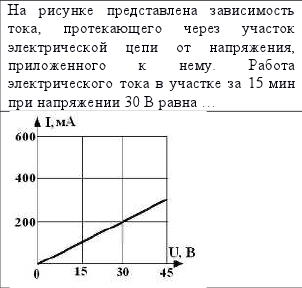 На рисунке представлена зависимость
тока, протекающего через участок
электрической цепи от напряжения,
приложенного к нему. Работа
электрического тока в участке за 15 мин
при напряжении 30 В равна …
I, мА
600
400
200
U, В
0 15 30 45